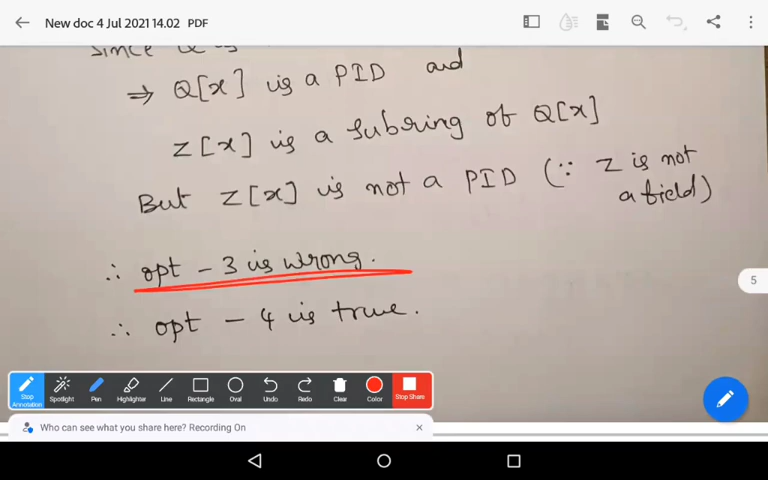 New doc 4 Jul 2021 14.02 PDF
since is
⇒ Q[x] is a PID and
Z[x] is a subring of Q[x]
But Z[x] is not a PID (∵ Z is not
a field)
∴ opt - 3 is wrong.
∴ opt - 4 is true.
5
Stop Annotation
Spotlight
Pen
Highlighter
Line
Rectangle
Oval
Undo
Redo
Clear
Color
Stop Share
Who can see what you share here? Recording On